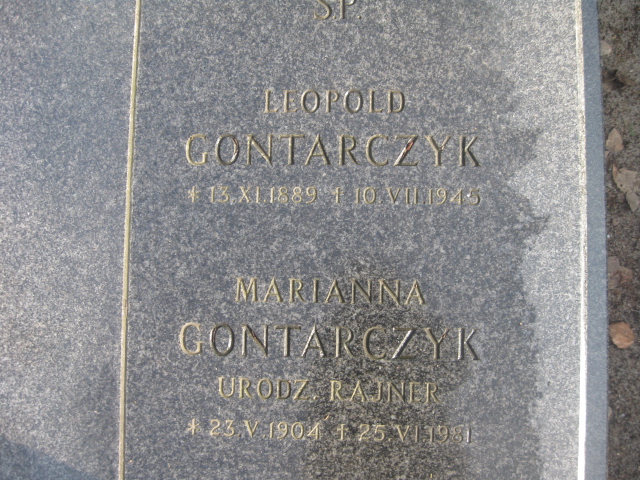 ŚP.
LEOPOLD
GONTARCZYK
* 13.XI.1889 † 10.VII.1945
MARIANNA
GONTARCZYK
URODZ. RAJNER
* 23.V.1904 † 25.VI.1981